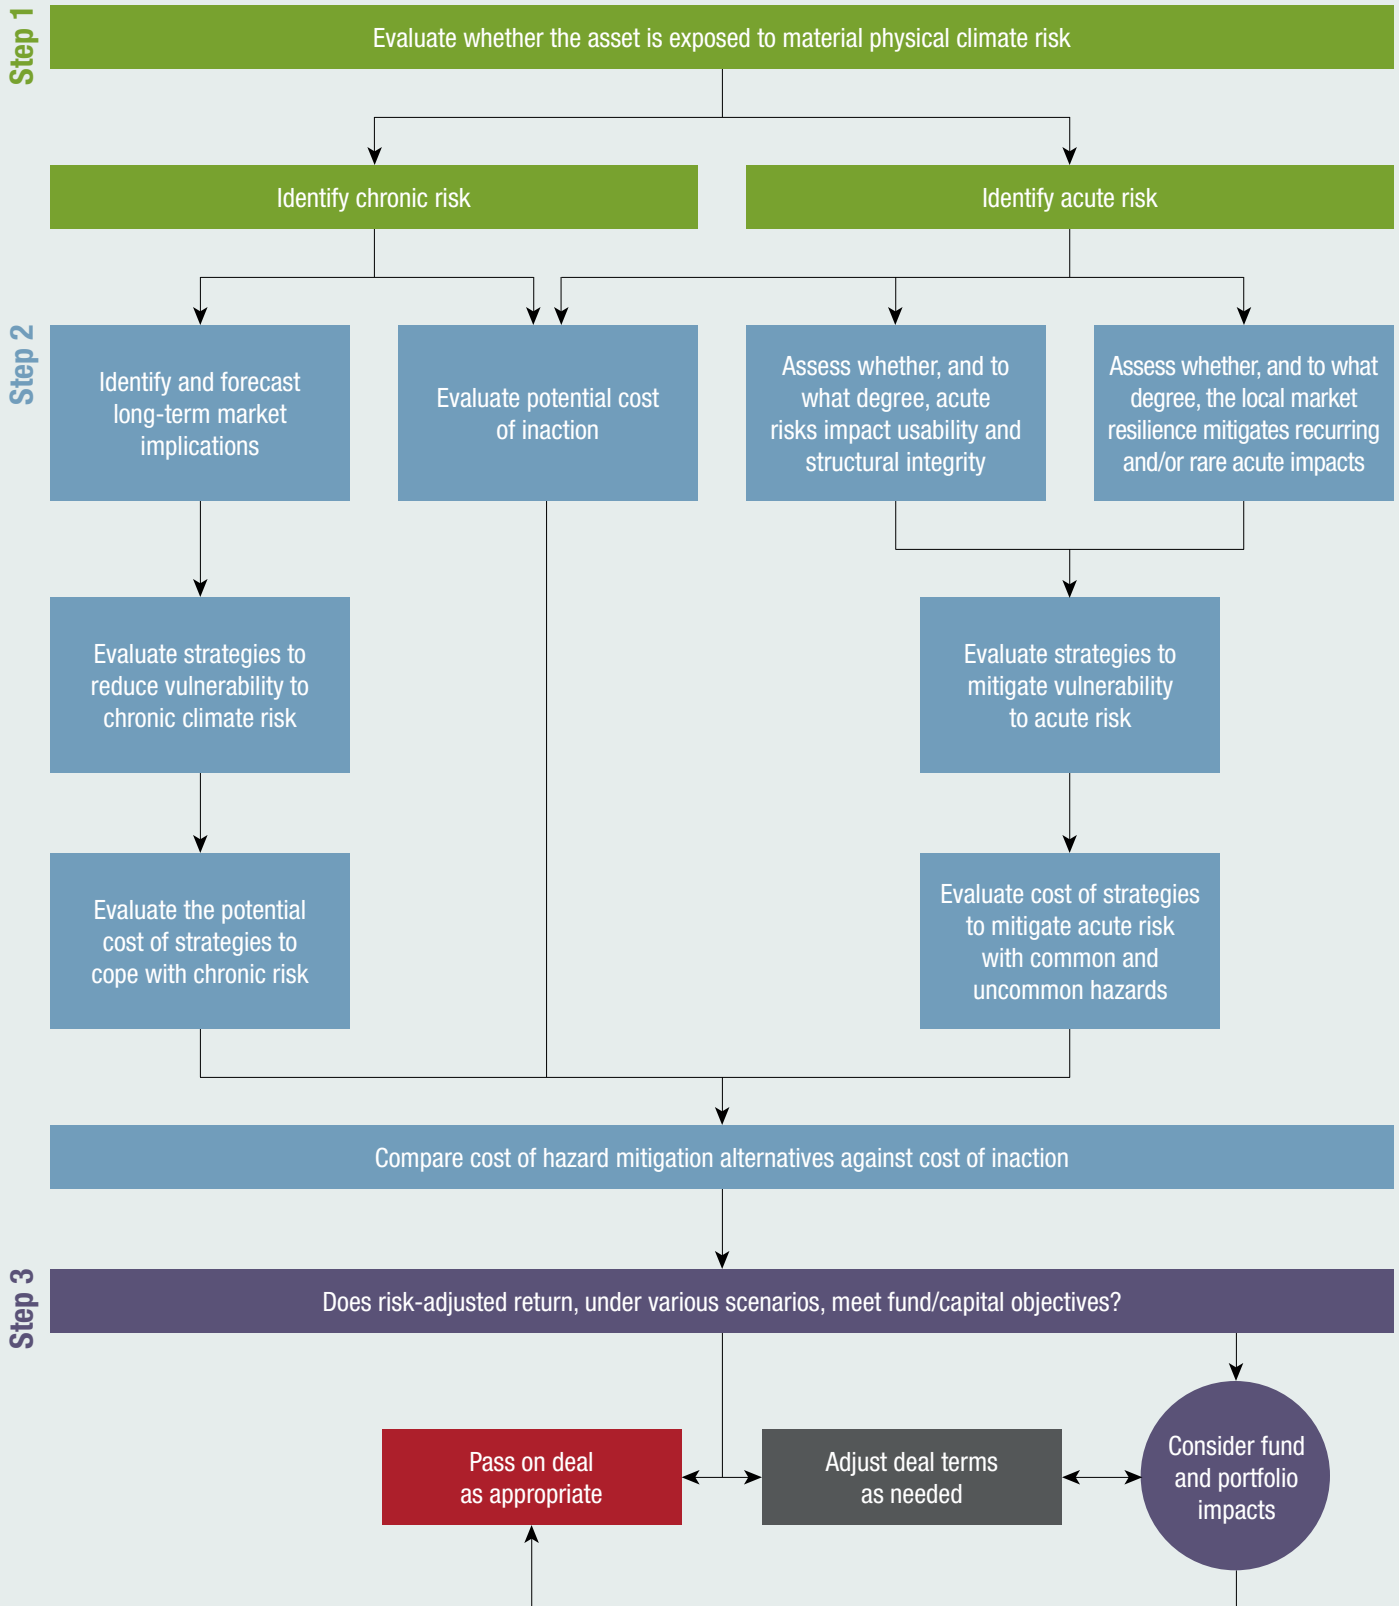 Step 1
Evaluate whether the asset is exposed to material physical climate risk
Identify chronic risk
Identify acute risk
Step 2
Identify and forecast
long-term market
implications
Evaluate potential cost
of inaction
Assess whether, and to
what degree, acute
risks impact usability and
structural integrity
Assess whether, and to what
degree, the local market
resilience mitigates recurring
and/or rare acute impacts
Evaluate strategies to
reduce vulnerability to
chronic climate risk
Evaluate strategies to
mitigate vulnerability
to acute risk
Evaluate the potential
cost of strategies to
cope with chronic risk
Evaluate cost of strategies
to mitigate acute risk
with common and
uncommon hazards
Compare cost of hazard mitigation alternatives against cost of inaction
Step 3
Does risk-adjusted return, under various scenarios, meet fund/capital objectives?
Pass on deal
as appropriate
Adjust deal terms
as needed
Consider fund
and portfolio
impacts